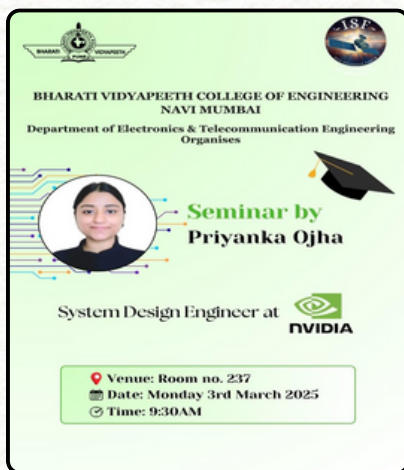 BHARATI
VIDYAPEETH
PUNE
ISF
BHARATI VIDYAPEETH COLLEGE OF ENGINEERING
NAVI MUMBAI
Department of Electronics & Telecommunication Engineering
Organises
Seminar by
Priyanka Ojha
System Design Engineer at
NVIDIA
Venue: Room no. 237
Date: Monday 3rd March 2025
Time: 9:30AM